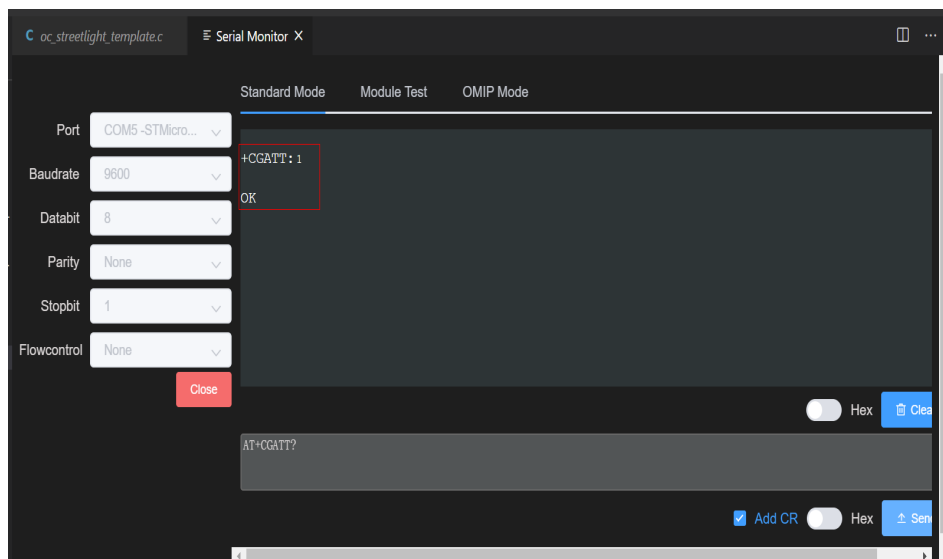 C oc_streetlight_template.c
Serial Monitor ×
Standard Mode Module Test OMIP Mode
Port COM5 -STMicro...
Baudrate 9600
Databit 8
Parity None
Stopbit 1
Flowcontrol None
Close
+CGATT:1
OK
Hex Clea
AT+CGATT?
Add CR Hex Send